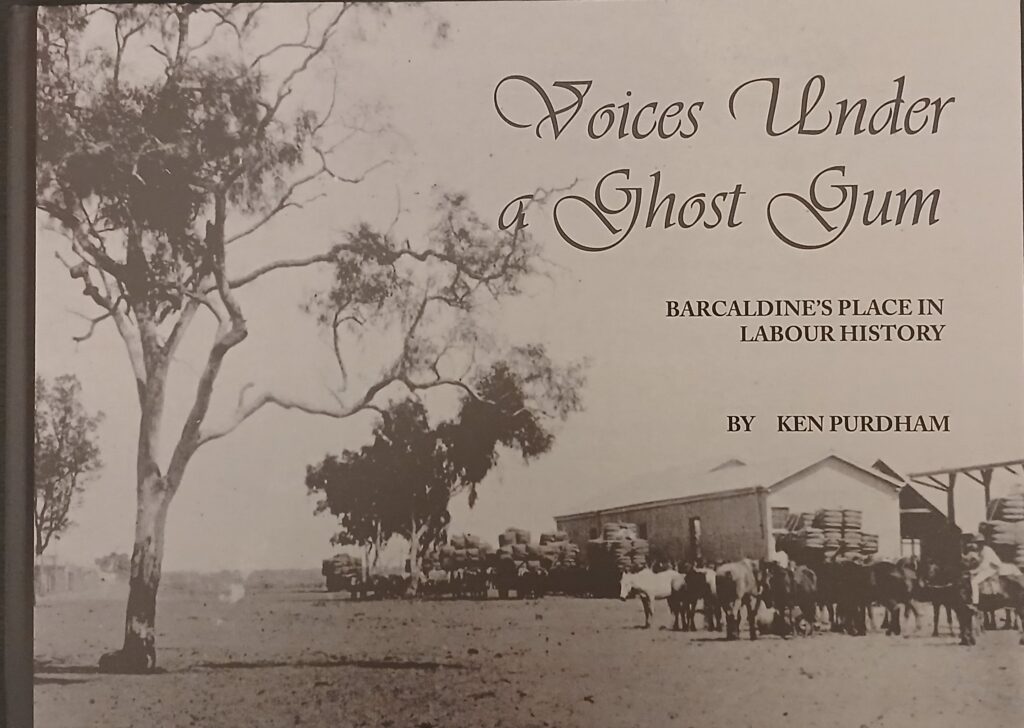 Voices Under
a Ghost Gum
BARCALDINE'S PLACE IN
LABOUR HISTORY
BY KEN PURDHAM